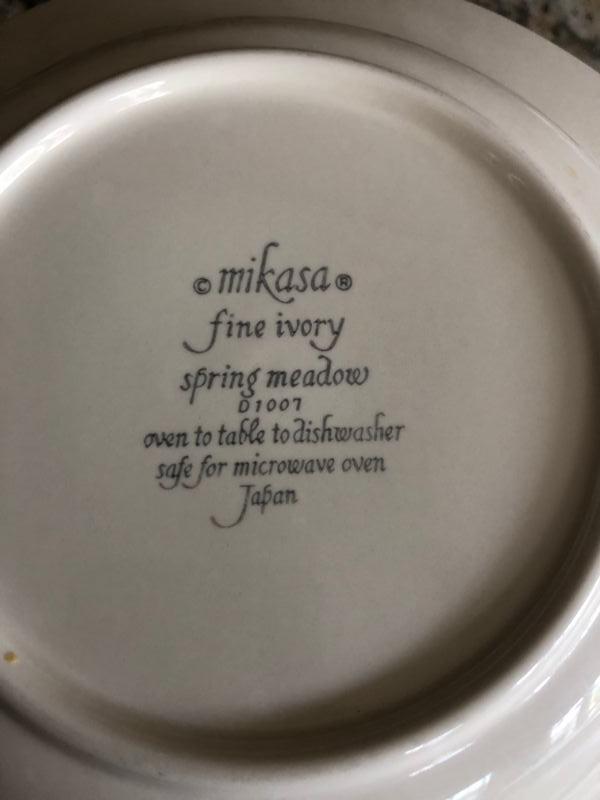 © mikasa ®
fine ivory
spring meadow
D1007
oven to table to dishwasher
safe for microwave oven
Japan